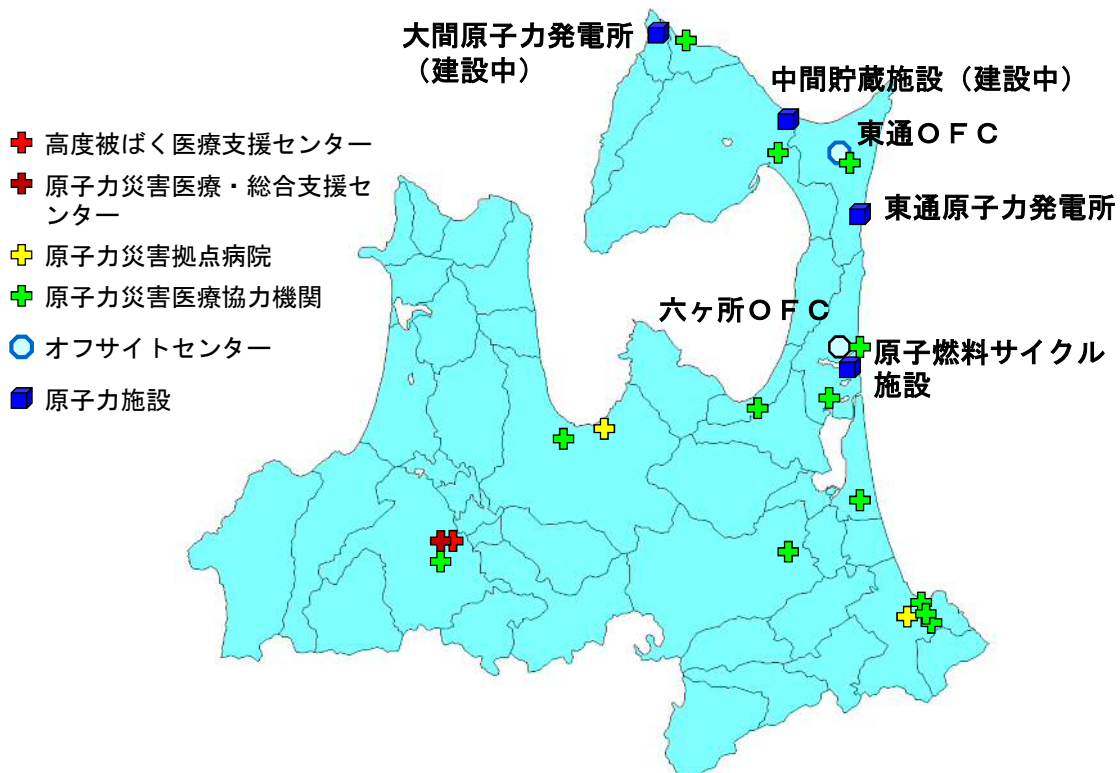 大間原子力発電所
（建設中）
中間貯蔵施設（建設中）
東通ＯＦＣ
東通原子力発電所
六ヶ所ＯＦＣ
原子燃料サイクル
施設
高度被ばく医療支援センター
原子力災害医療・総合支援セ
ンター
原子力災害拠点病院
原子力災害医療協力機関
オフサイトセンター
原子力施設